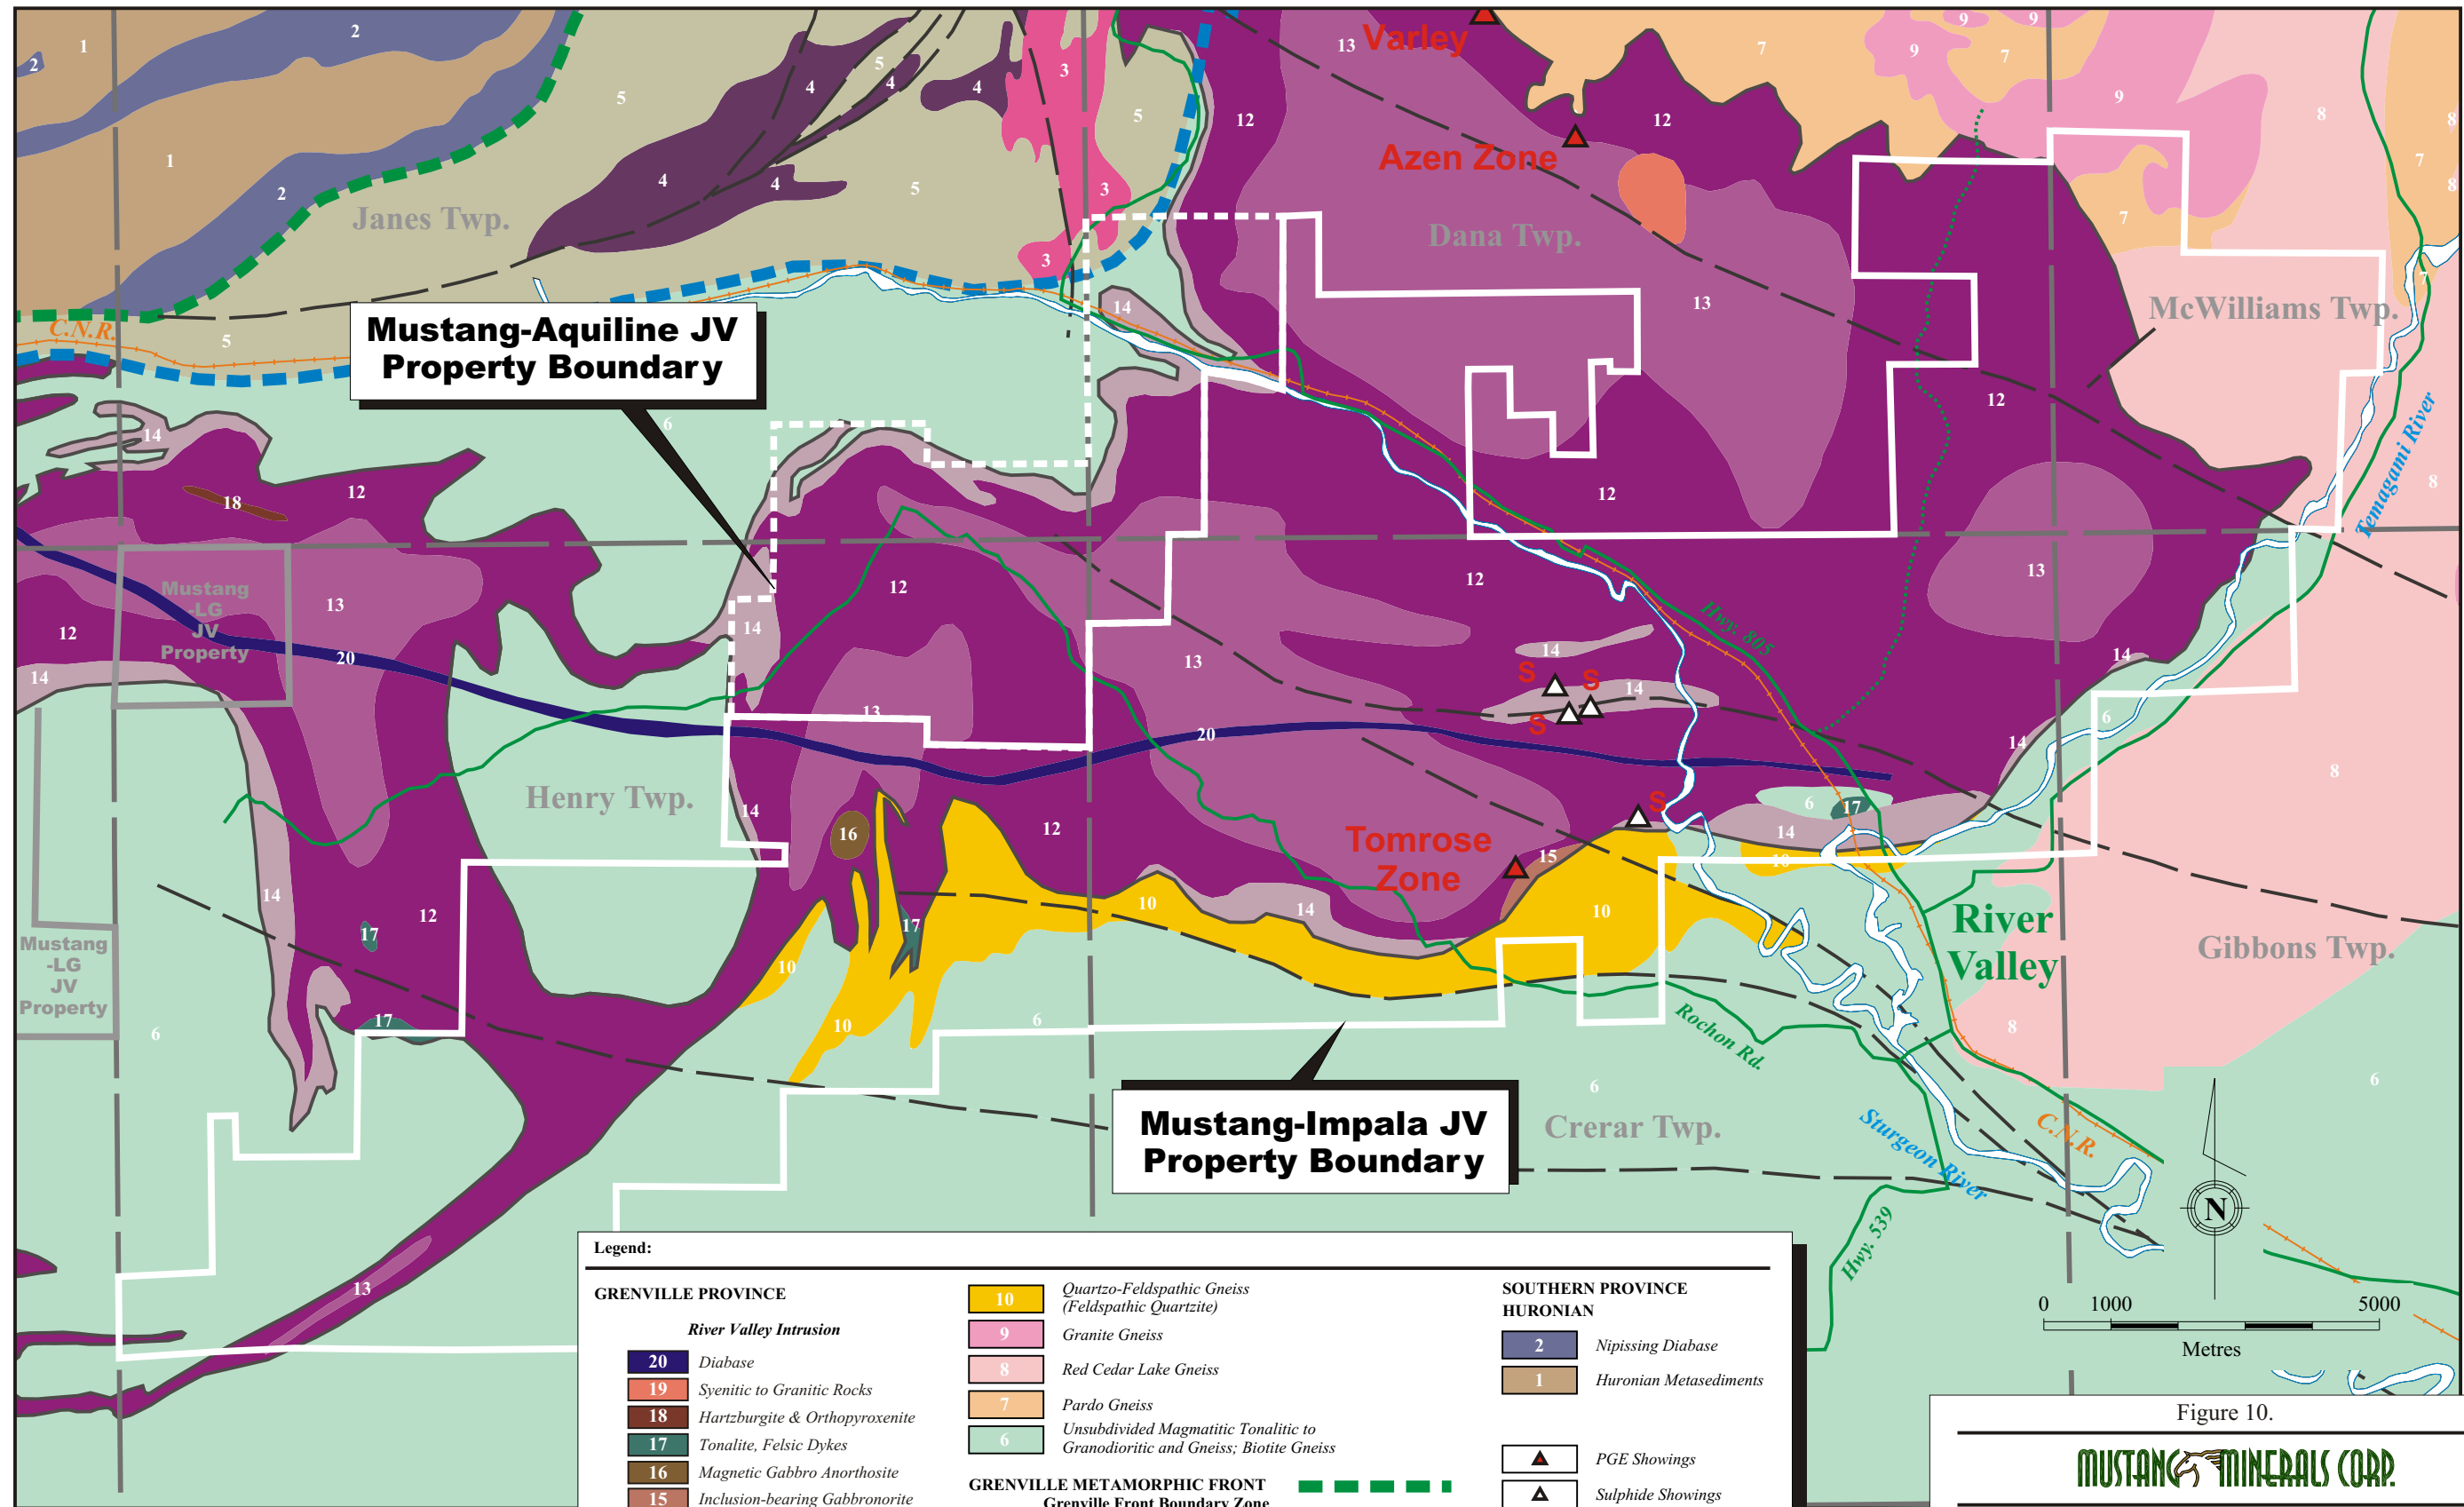 Varley
Azen Zone
Janes Twp.
Dana Twp.
McWilliams Twp.
C.N.R.
Mustang-Aquiline JV
Property Boundary
Temagami River
Mustang
-LG
JV
Property
Hwy. 805
S
S
S
S
Henry Twp.
Tomrose
Zone
River
Valley
Gibbons Twp.
Mustang
-LG
JV
Property
Rochon Rd.
Mustang-Impala JV
Property Boundary
Crerar Twp.
Sturgeon River
C.N.R.
Hwy. 539
N
0 1000 5000
Metres
Legend:
GRENVILLE PROVINCE
River Valley Intrusion
20 Diabase
19 Syenitic to Granitic Rocks
18 Hartzburgite & Orthopyroxenite
17 Tonalite, Felsic Dykes
16 Magnetic Gabbro Anorthosite
15 Inclusion-bearing Gabbronorite
10 Quartzo-Feldspathic Gneiss
(Feldspathic Quartzite)
9 Granite Gneiss
8 Red Cedar Lake Gneiss
7 Pardo Gneiss
6 Unsubdivided Magmatitic Tonalitic to
Granodioritic and Gneiss; Biotite Gneiss
GRENVILLE METAMORPHIC FRONT
Grenville Front Boundary Zone
SOUTHERN PROVINCE
HURONIAN
2 Nipissing Diabase
1 Huronian Metasediments
PGE Showings
Sulphide Showings
Figure 10.
MUSTANG MINERALS CORP.